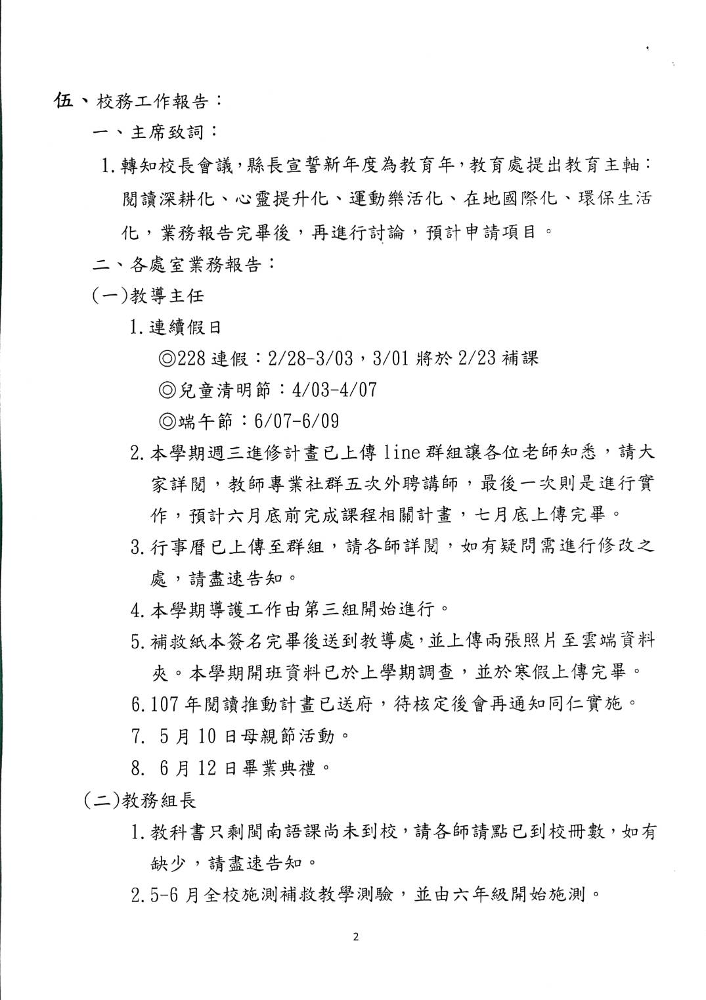 伍、校務工作報告：
一、主席致詞：
1.轉知校長會議，縣長宣誓新年度為教育年，教育處提出教育主軸：
閱讀深耕化、心靈提升化、運動樂活化、在地國際化、環保生活
化，業務報告完畢後，再進行討論，預計申請項目。
二、各處室業務報告：
(一)教導主任
1.連續假日
◎228連假：2/28-3/03，3/01將於2/23補課
◎兒童清明節：4/03-4/07
◎端午節：6/07-6/09
2.本學期週三進修計畫已上傳line群組讓各位老師知悉，請大
家詳閱，教師專業社群五次外聘講師，最後一次則是進行實
作，預計六月底前完成課程相關計畫，七月底上傳完畢。
3.行事曆已上傳至群組，請各師詳閱，如有疑問需進行修改之
處，請盡速告知。
4.本學期導護工作由第三組開始進行。
5.補救紙本簽名完畢後送到教導處，並上傳兩張照片至雲端資料
夾。本學期開班資料已於上學期調查，並於寒假上傳完畢。
6.107年閱讀推動計畫已送府，待核定後會再通知同仁實施。
7. 5月10日母親節活動。
8. 6月12日畢業典禮。
(二)教務組長
1.教科書只剩閩南語課尚未到校，請各師請點已到校冊數，如有
缺少，請盡速告知。
2.5-6月全校施測補救教學測驗，並由六年級開始施測。
2